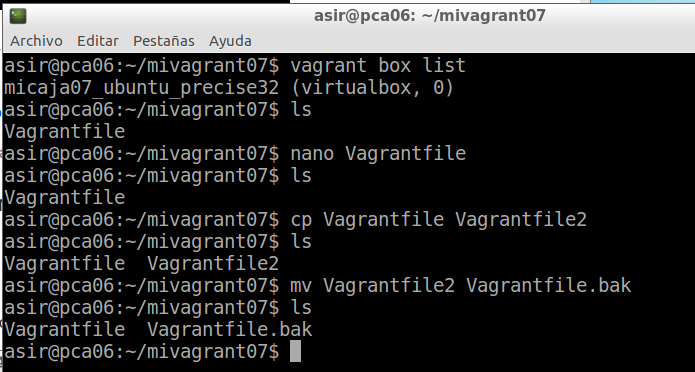 asir@pca06: ~/mivagrant07
Archivo Editar Pestañas Ayuda
asir@pca06:~/mivagrant07$ vagrant box list
micaja07_ubuntu_precise32 (virtualbox, 0)
asir@pca06:~/mivagrant07$ ls
Vagrantfile
asir@pca06:~/mivagrant07$ nano Vagrantfile
asir@pca06:~/mivagrant07$ ls
Vagrantfile
asir@pca06:~/mivagrant07$ cp Vagrantfile Vagrantfile2
asir@pca06:~/mivagrant07$ ls
Vagrantfile  Vagrantfile2
asir@pca06:~/mivagrant07$ mv Vagrantfile2 Vagrantfile.bak
asir@pca06:~/mivagrant07$ ls
Vagrantfile  Vagrantfile.bak
asir@pca06:~/mivagrant07$